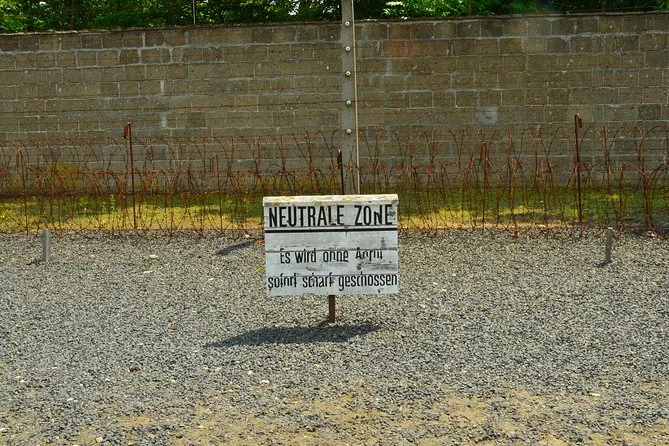 NEUTRALE ZONE
Es wird ohne Anruf
sofort scharf geschossen